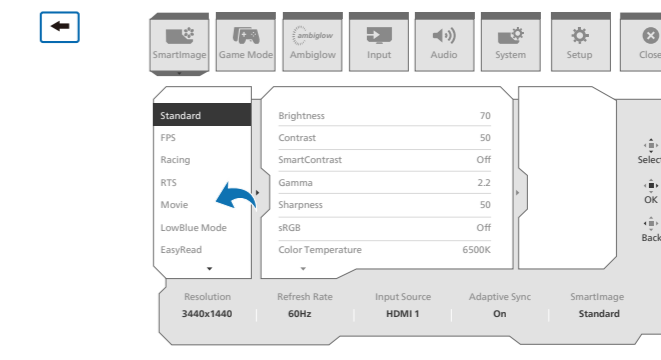 SmartImage Game Mode Ambiglow Input Audio System Setup Close
ambiglow
Standard
FPS
Racing
RTS
Movie
LowBlue Mode
EasyRead
Brightness 70
Contrast 50
SmartContrast Off
Gamma 2.2
Sharpness 50
sRGB Off
Color Temperature 6500K
Select
OK
Back
Resolution Refresh Rate Input Source Adaptive Sync SmartImage
3440x1440 60Hz HDMI 1 On Standard